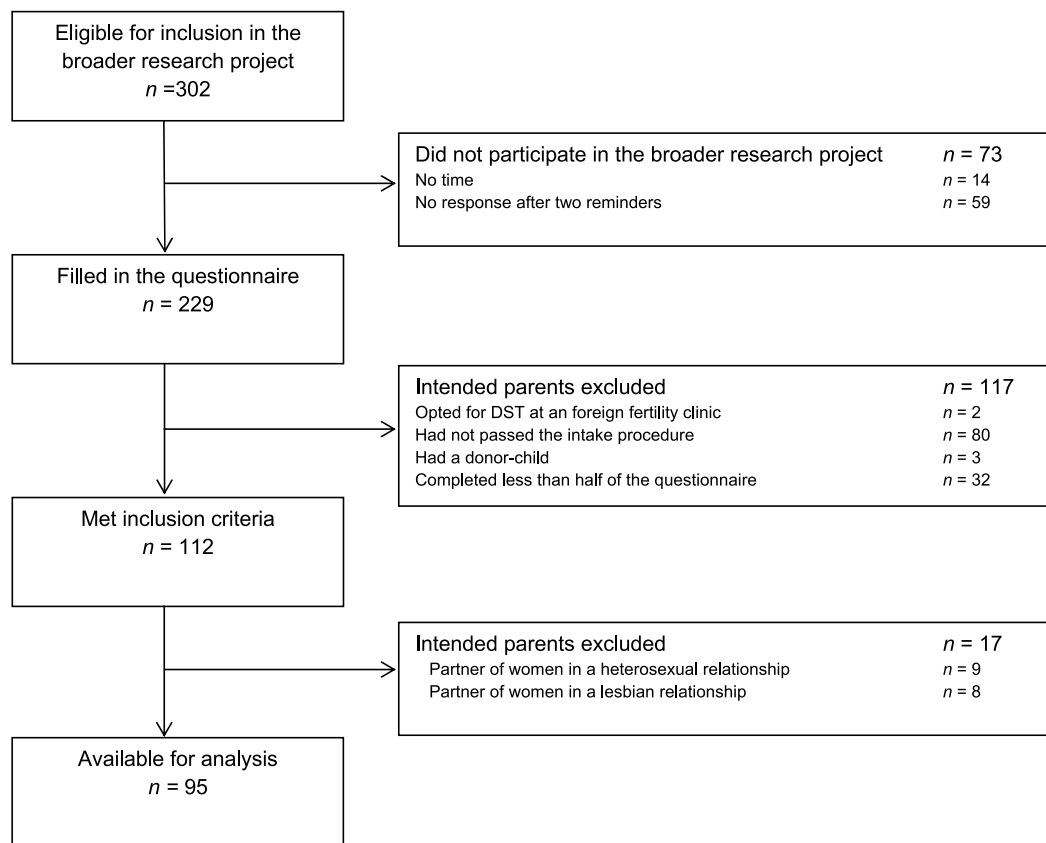 Eligible for inclusion in the
broader research project
n =302
Did not participate in the broader research project n = 73
No time n = 14
No response after two reminders n = 59
Filled in the questionnaire
n = 229
Intended parents excluded n = 117
Opted for DST at an foreign fertility clinic n = 2
Had not passed the intake procedure n = 80
Had a donor-child n = 3
Completed less than half of the questionnaire n = 32
Met inclusion criteria
n = 112
Intended parents excluded n = 17
Partner of women in a heterosexual relationship n = 9
Partner of women in a lesbian relationship n = 8
Available for analysis
n = 95